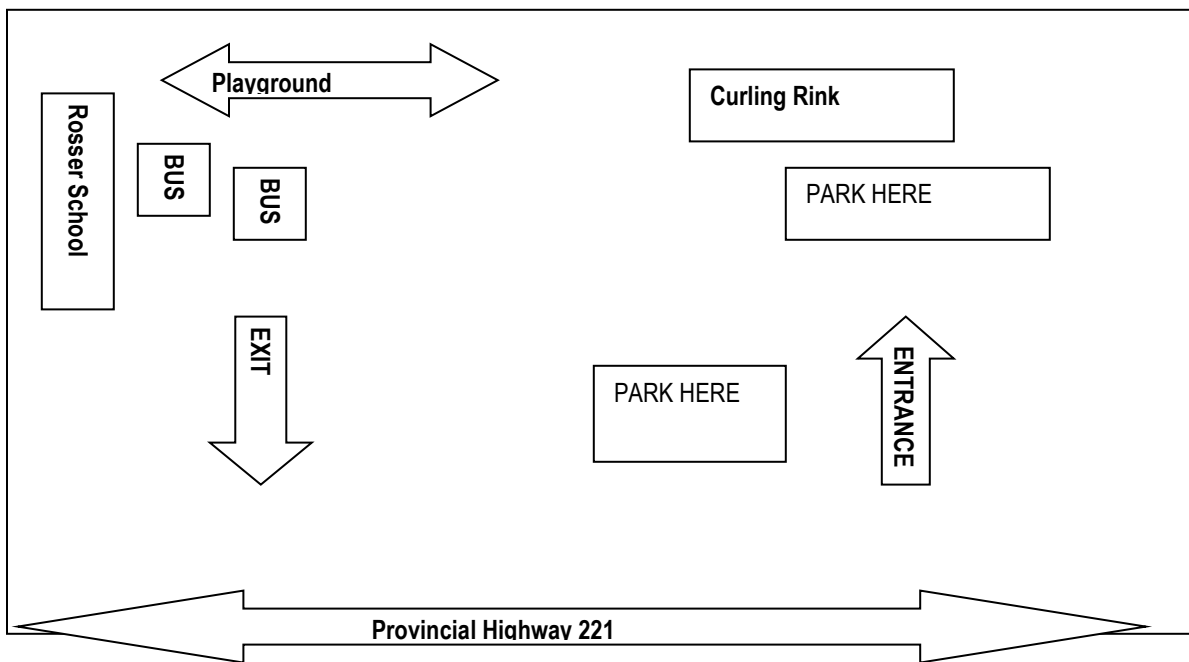 Playground
Curling Rink
Rosser School
BUS
BUS
PARK HERE
EXIT
PARK HERE
ENTRANCE
Provincial Highway 221